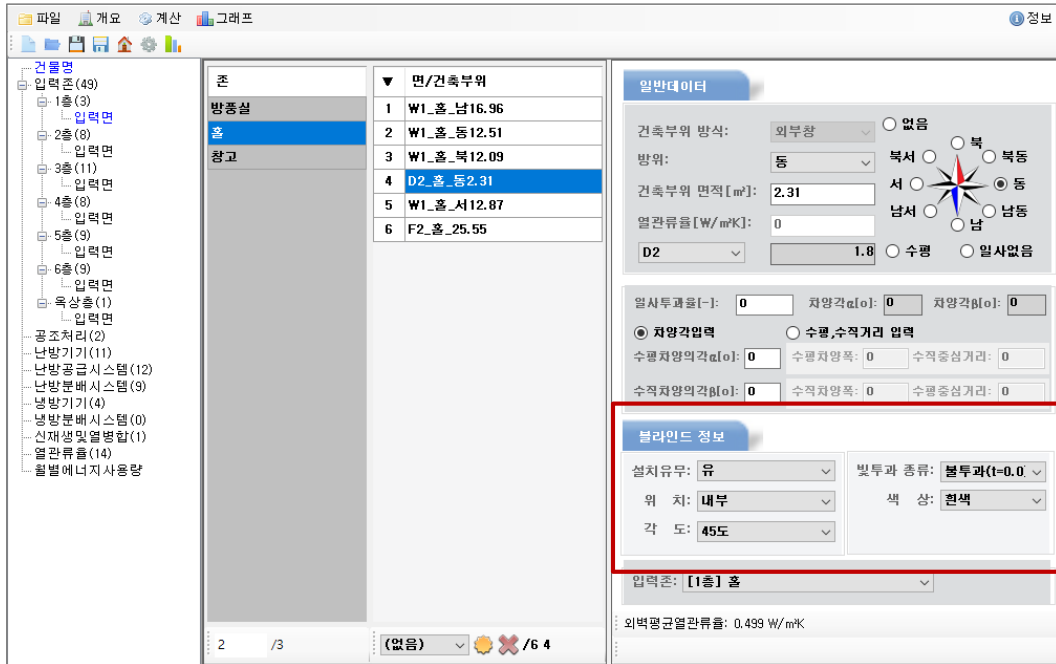 파일 개요 계산 그래프 정보
건물명
입력존(49)
1층(3)
입력면
2층(8)
입력면
3층(11)
입력면
4층(8)
입력면
5층(9)
입력면
6층(9)
입력면
옥상층(1)
입력면
공조처리(2)
난방기기(11)
난방공급시스템(12)
난방분배시스템(9)
냉방기기(4)
냉방분배시스템(0)
신재생및열병합(1)
열관류율(14)
월별에너지사용량
존
방풍실
홀
창고
2 /3
▼ 면/건축부위
1 W1_홀_남16.96
2 W1_홀_동12.51
3 W1_홀_북12.09
4 D2_홀_동2.31
5 W1_홀_서12.87
6 F2_홀_25.55
(없음) /6 4
일반데이터
건축부위 방식: 외부창 없음
방위: 동
건축부위 면적[㎡]: 2.31
열관류율[W/㎡K]: 0
D2 1.8
북
북서 북동
서 동
남서 남동
남
수평 일사없음
일사투과율[-]: 0 차양각α[o]: 0 차양각β[o]: 0
차양각입력 수평,수직거리 입력
수평차양의각α[o]: 0 수평차양폭: 0 수직중심거리: 0
수직차양의각β[o]: 0 수직차양폭: 0 수평중심거리: 0
블라인드 정보
설치유무: 유 빛투과 종류: 불투과(t=0.0
위 치: 내부 색 상: 흰색
각 도: 45도
입력존: [1층] 홀
외벽평균열관류율: 0.499 W/㎡K